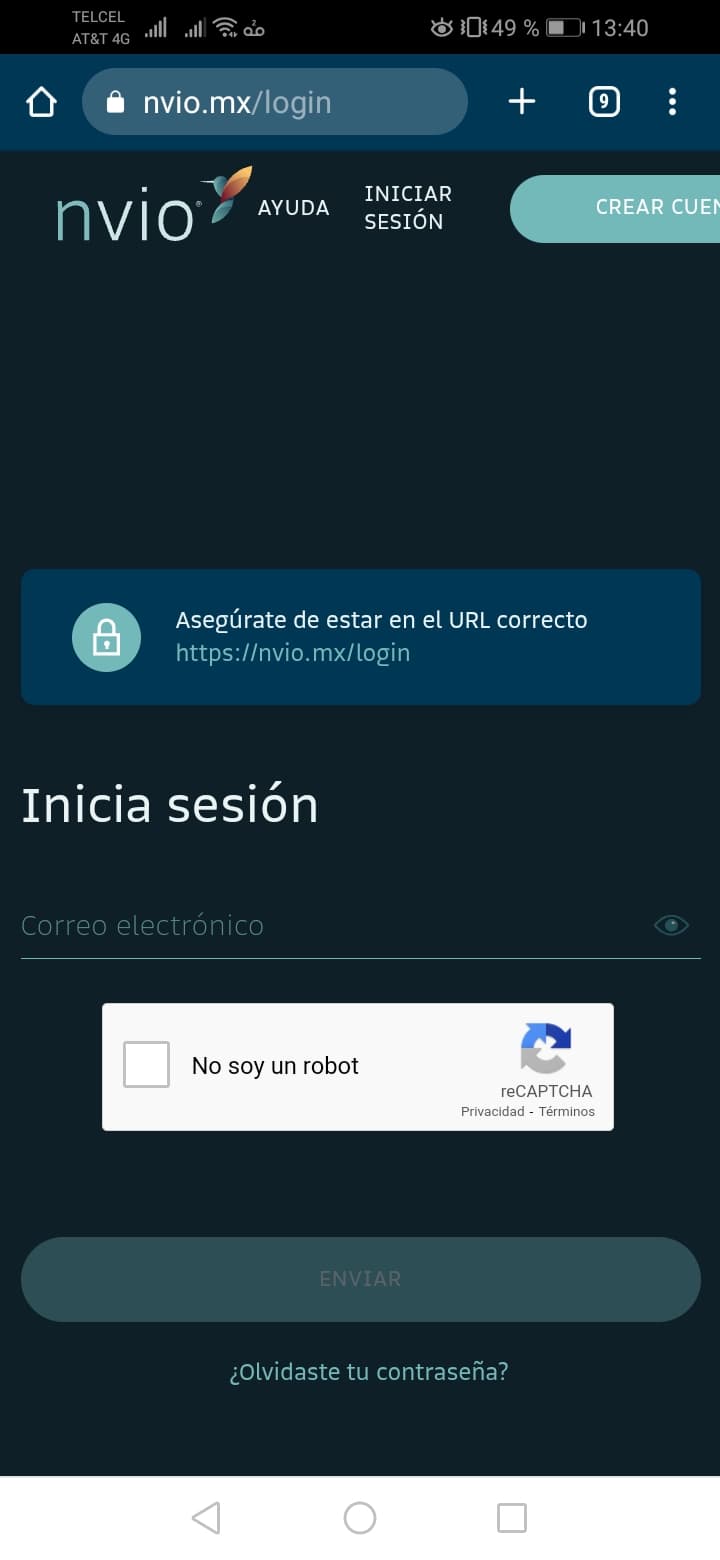 TELCEL
AT&T 4G
2
49 %
13:40
nvio.mx/login
9
nvio®
AYUDA
INICIAR
SESIÓN
CREAR CUEN
Asegúrate de estar en el URL correcto
https://nvio.mx/login
Inicia sesión
Correo electrónico
No soy un robot
reCAPTCHA
Privacidad - Términos
ENVIAR
¿Olvidaste tu contraseña?